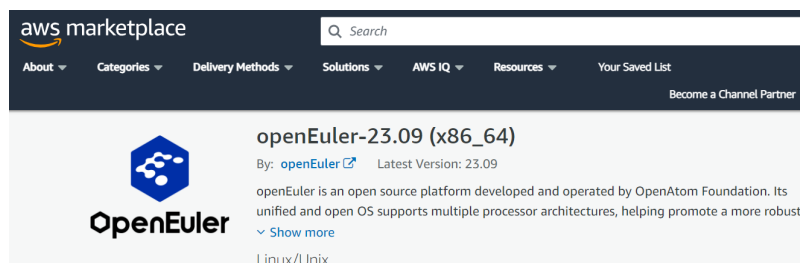 aws marketplace
Search
About Categories Delivery Methods Solutions AWS IQ Resources Your Saved List
Become a Channel Partner
openEuler-23.09 (x86_64)
By: openEuler Latest Version: 23.09
openEuler is an open source platform developed and operated by OpenAtom Foundation. Its
unified and open OS supports multiple processor architectures, helping promote a more robust
Show more
OpenEuler
Linux/Unix